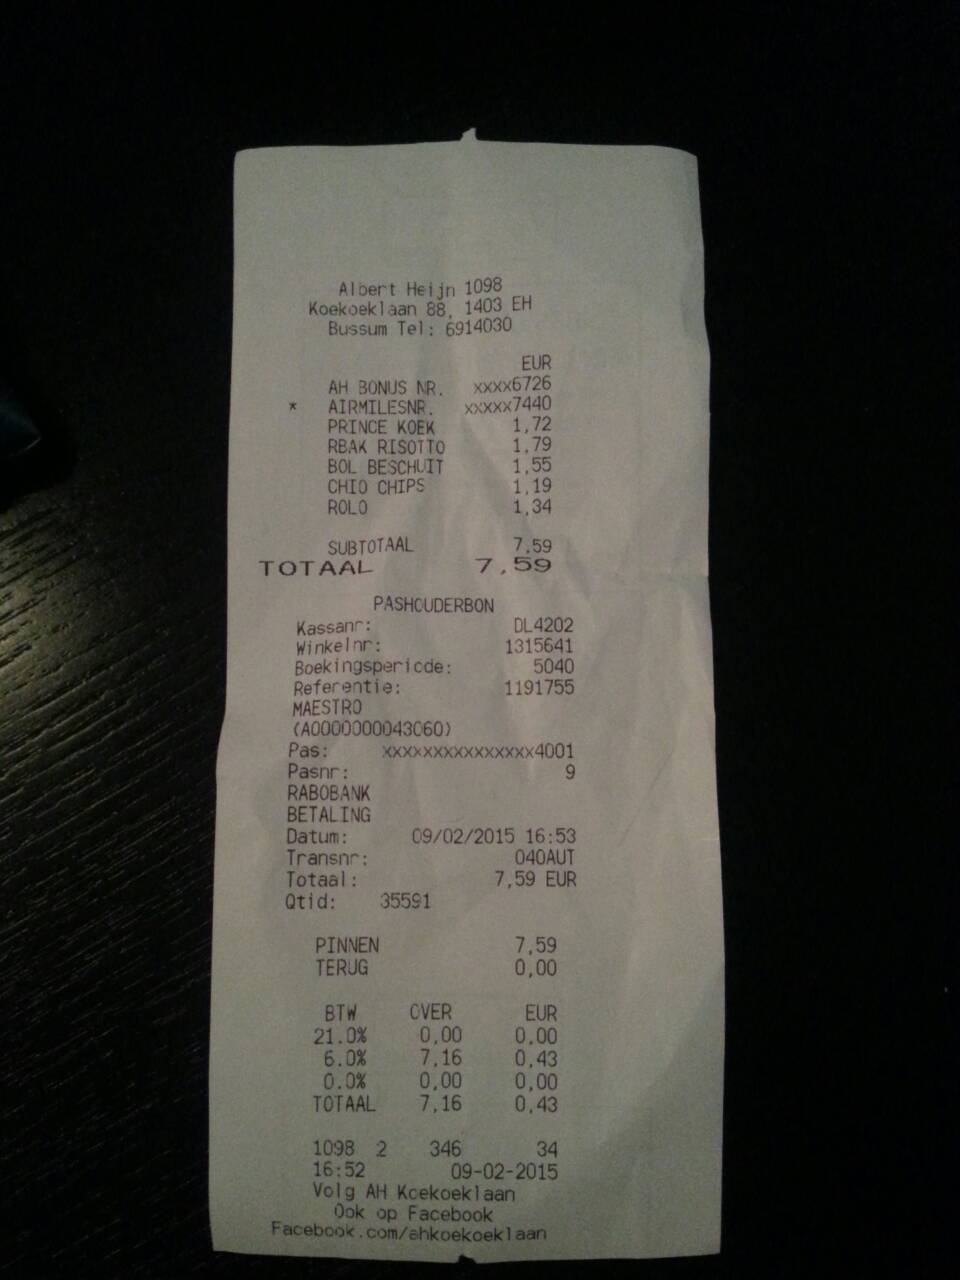 Albert Heijn 1098
Koekoeklaan 88, 1403 EH
Bussum Tel: 6914030
EUR
AH BONUS NR. xxxx6726
* AIRMILESNR. xxxxx7440
PRINCE KOEK 1,72
RBAK RISOTTO 1,79
BOL BESCHUIT 1,55
CHIO CHIPS 1,19
ROLO 1,34
SUBTOTAAL 7,59
TOTAAL 7,59
PASHOUDERBON
Kassanr: DL4202
Winkelnr: 1315641
Boekingsperiode: 5040
Referentie: 1191755
MAESTRO
(A0000000043060)
Pas: xxxxxxxxxxxxxxx4001
Pasnr: 9
RABOBANK
BETALING
Datum: 09/02/2015 16:53
Transnr: 040AUT
Totaal: 7,59 EUR
Qtid: 35591
PINNEN 7,59
TERUG 0,00
BTW OVER EUR
21.0% 0,00 0,00
6.0% 7,16 0,43
0.0% 0,00 0,00
TOTAAL 7,16 0,43
1098 2 346 34
16:52 09-02-2015
Volg AH Koekoeklaan
Ook op Facebook
Facebook.com/ahkoekoeklaan